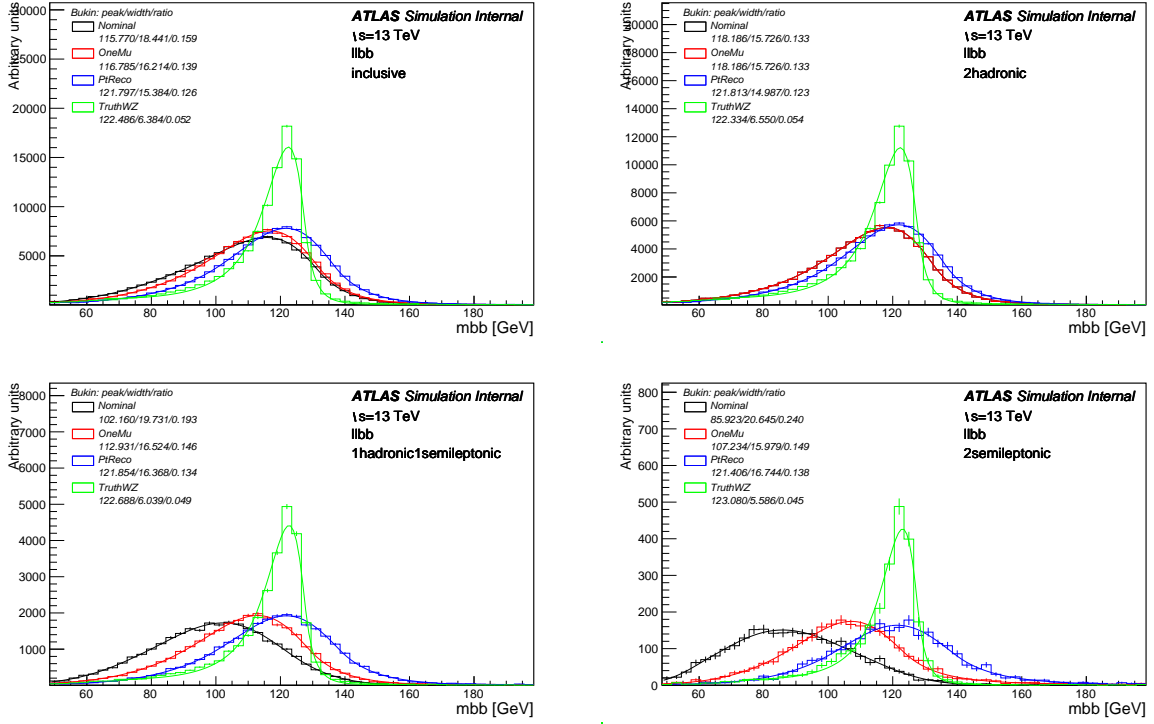 Arbitrary units
Bukin: peak/width/ratio
Nominal
115.770/18.441/0.159
OneMu
116.785/16.214/0.139
PtReco
121.797/15.384/0.126
TruthWZ
122.486/6.384/0.052
ATLAS Simulation Internal
\s=13 TeV
llbb
inclusive
30000
25000
20000
15000
10000
5000
60 80 100 120 140 160 180
mbb [GeV]
Arbitrary units
Bukin: peak/width/ratio
Nominal
118.186/15.726/0.133
OneMu
118.186/15.726/0.133
PtReco
121.813/14.987/0.123
TruthWZ
122.334/6.550/0.054
ATLAS Simulation Internal
\s=13 TeV
llbb
2hadronic
20000
18000
16000
14000
12000
10000
8000
6000
4000
2000
60 80 100 120 140 160 180
mbb [GeV]
Arbitrary units
Bukin: peak/width/ratio
Nominal
102.160/19.731/0.193
OneMu
112.931/16.524/0.146
PtReco
121.854/16.368/0.134
TruthWZ
122.688/6.039/0.049
ATLAS Simulation Internal
\s=13 TeV
llbb
1hadronic1semileptonic
8000
7000
6000
5000
4000
3000
2000
1000
0
60 80 100 120 140 160 180
mbb [GeV]
Arbitrary units
Bukin: peak/width/ratio
Nominal
85.923/20.645/0.240
OneMu
107.234/15.979/0.149
PtReco
121.406/16.744/0.138
TruthWZ
123.080/5.586/0.045
ATLAS Simulation Internal
\s=13 TeV
llbb
2semileptonic
800
700
600
500
400
300
200
100
0
60 80 100 120 140 160 180
mbb [GeV]